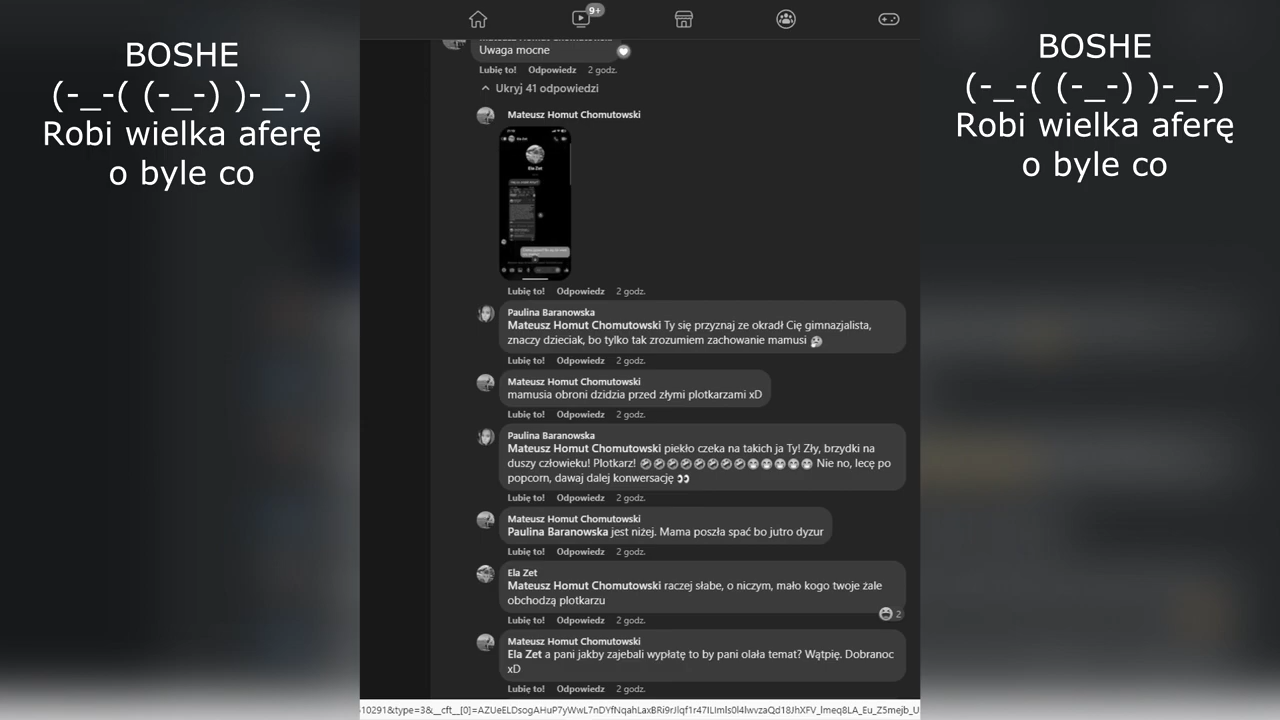 BOSHE
(-_-( (-_-) )-_-)
Robi wielka aferę
o byle co
9+
Uwaga mocne
Lubię to! Odpowiedz 2 godz.
Ukryj 41 odpowiedzi
Mateusz Homut Chomutowski
Ela Zet
Lubię to! Odpowiedz 2 godz.
Paulina Baranowska
Mateusz Homut Chomutowski Ty się przyznaj ze okradł Cię gimnazjalista,
znaczy dzieciak, bo tylko tak zrozumiem zachowanie mamusi
Lubię to! Odpowiedz 2 godz.
Mateusz Homut Chomutowski
mamusia obroni dzidzia przed złymi plotkarzami xD
Lubię to! Odpowiedz 2 godz.
Paulina Baranowska
Mateusz Homut Chomutowski piekło czeka na takich ja Ty! Zły, brzydki na
duszy człowieku! Plotkarz! Nie no, lecę po
popcorn, dawaj dalej konwersację 👀
Lubię to! Odpowiedz 2 godz.
Mateusz Homut Chomutowski
Paulina Baranowska jest niżej. Mama poszła spać bo jutro dyzur
Lubię to! Odpowiedz 2 godz.
Ela Zet
Mateusz Homut Chomutowski raczej słabe, o niczym, mało kogo twoje żale
obchodzą plotkarzu
2
Lubię to! Odpowiedz 2 godz.
Mateusz Homut Chomutowski
Ela Zet a pani jakby zajebali wypłatę to by pani olała temat? Wątpię. Dobranoc
xD
Lubię to! Odpowiedz 2 godz.
BOSHE
(-_-( (-_-) )-_-)
Robi wielka aferę
o byle co